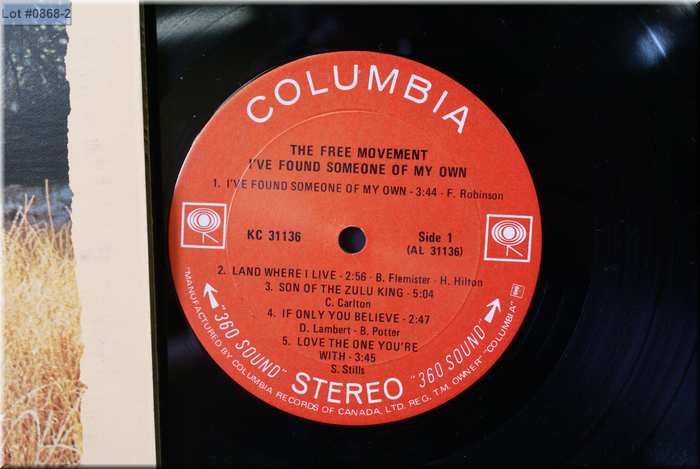 Lot #0868-2
COLUMBIA
THE FREE MOVEMENT
I'VE FOUND SOMEONE OF MY OWN
1. I'VE FOUND SOMEONE OF MY OWN - 3:44 - F. Robinson
KC 31136
Side 1
(AL 31136)
2. LAND WHERE I LIVE - 2:56 - B. Flemister - H. Hilton
3. SON OF THE ZULU KING - 5:04
C. Carlton
4. IF ONLY YOU BELIEVE - 2:47
D. Lambert - B. Potter
5. LOVE THE ONE YOU'RE
WITH - 3:45
S. Stills
"360 SOUND" STEREO "360 SOUND"
"MANUFACTURED BY COLUMBIA RECORDS OF CANADA, LTD. REG. T.M. OWNER" "COLUMBIA"